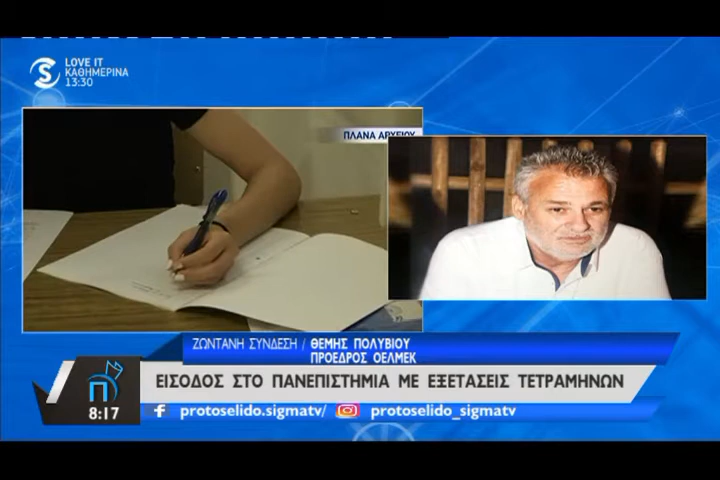 LOVE IT
ΚΑΘΗΜΕΡΙΝΑ
13:30
ΠΛΑΝΑ ΑΡΧΕΙΟΥ
ΖΩΝΤΑΝΗ ΣΥΝΔΕΣΗ / ΘΕΜΗΣ ΠΟΛΥΒΙΟΥ
ΠΡΟΕΔΡΟΣ ΟΕΛΜΕΚ
ΕΙΣΟΔΟΣ ΣΤΟ ΠΑΝΕΠΙΣΤΗΜΙΑ ΜΕ ΕΞΕΤΑΣΕΙΣ ΤΕΤΡΑΜΗΝΩΝ
8:17
protoselido.sigmatv/ protoselido_sigmatv